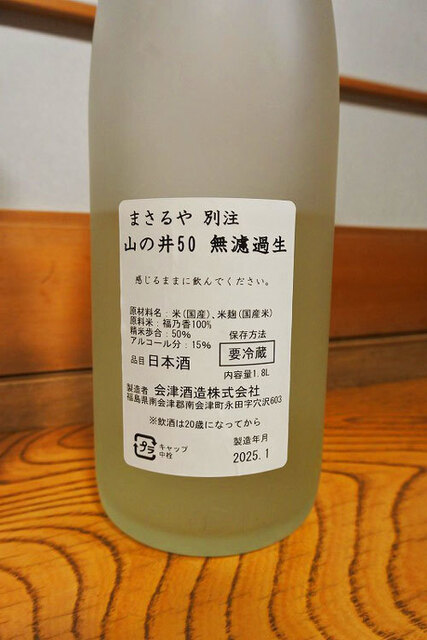 まさるや 別注
山の井50 無濾過生
感じるままに飲んでください。
原材料名:米(国産)、米麹(国産米)
原料米:福乃香100%
精米歩合:50%
アルコール分:15%
保存方法
要冷蔵
品目 日本酒
内容量1.8L
製造者 会津酒造株式会社
福島県南会津郡南会津町永田字穴沢603
※飲酒は20歳になってから
プラ
キャップ
中栓
製造年月
2025.1